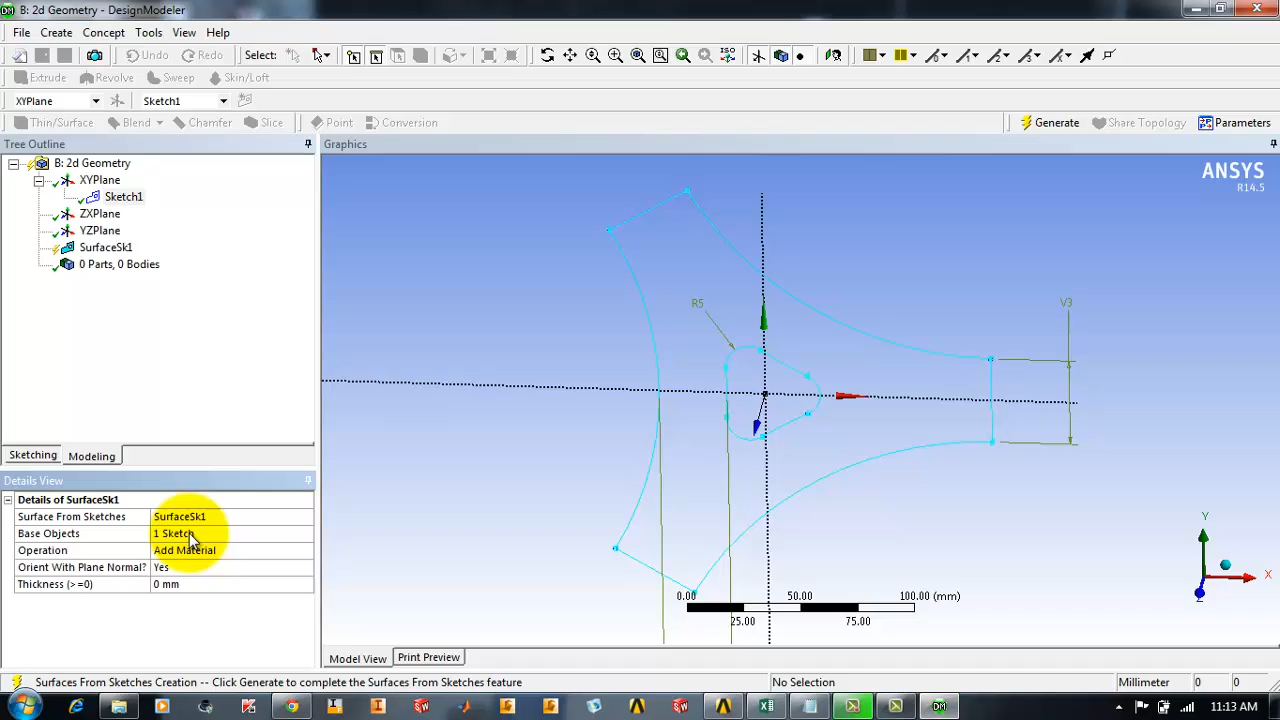 B: 2d Geometry - DesignModeler
File Create Concept Tools View Help
Undo Redo Select: ISO
Extrude Revolve Sweep Skin/Loft
XYPlane Sketch1
Thin/Surface Blend Chamfer Slice Point Conversion Generate Share Topology Parameters
Tree Outline
B: 2d Geometry
XYPlane
Sketch1
ZXPlane
YZPlane
SurfaceSk1
0 Parts, 0 Bodies
Sketching Modeling
Details View
Details of SurfaceSk1
Surface From Sketches SurfaceSk1
Base Objects 1 Sketch
Operation Add Material
Orient With Plane Normal? Yes
Thickness (>=0) 0 mm
Graphics
ANSYS
R14.5
R5
V3
0.00 50.00 100.00 (mm)
25.00 75.00
Y
X
Z
Model View Print Preview
Surfaces From Sketches Creation -- Click Generate to complete the Surfaces From Sketches feature No Selection Millimeter 0 0
11:13 AM